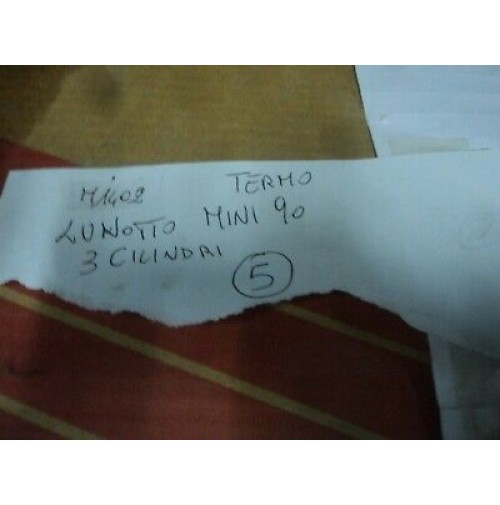 M1402 TERMO
LUNOTTO MINI 90
3 CILINDRI
5